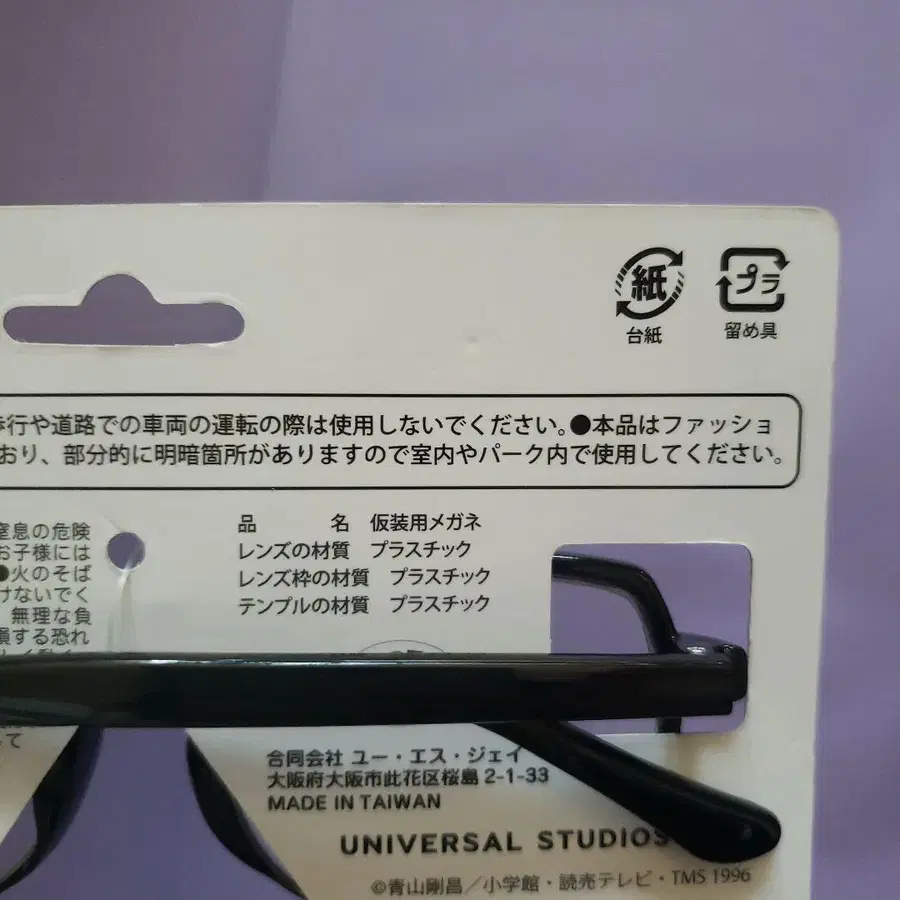 紙
プラ
台紙
留め具
歩行や道路での車両の運転の際は使用しないでください。●本品はファッショ
おり、部分的に明暗箇所がありますので室内やパーク内で使用してください。
窒息の危険
お子様には
●火のそば
けないでく
無理な負
損する恐れ
て
品　　名　仮装用メガネ
レンズの材質　プラスチック
レンズ枠の材質　プラスチック
テンプルの材質　プラスチック
合同会社 ユー・エス・ジェイ
大阪府大阪市此花区桜島 2-1-33
MADE IN TAIWAN
UNIVERSAL STUDIOS
©青山剛昌／小学館・読売テレビ・TMS 1996